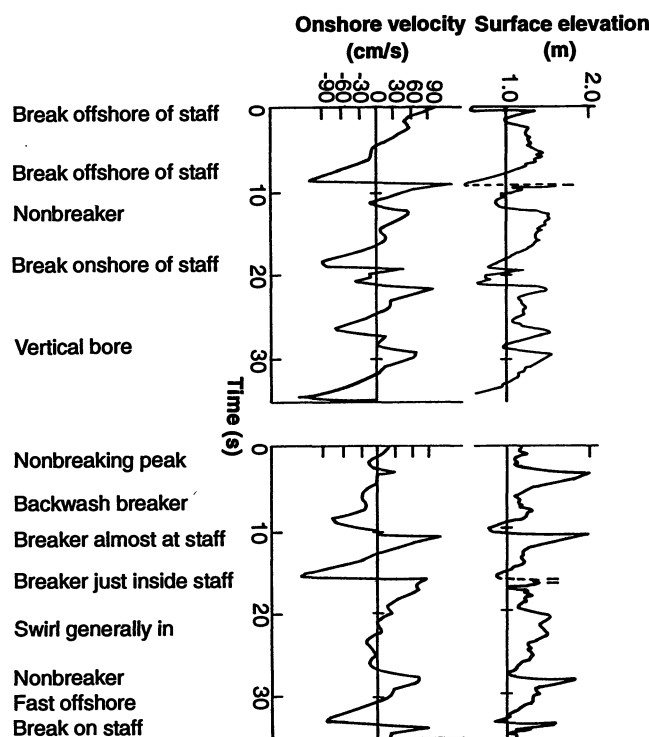 Onshore velocity Surface elevation
(cm/s) (m)
-90 -60 -30 0 30 60 90
1.0 2.0
0
10
20
30
Time (s)
Break offshore of staff
Break offshore of staff
Nonbreaker
Break onshore of staff
Vertical bore
0
10
20
30
Nonbreaking peak
Backwash breaker
Breaker almost at staff
Breaker just inside staff
Swirl generally in
Nonbreaker
Fast offshore
Break on staff